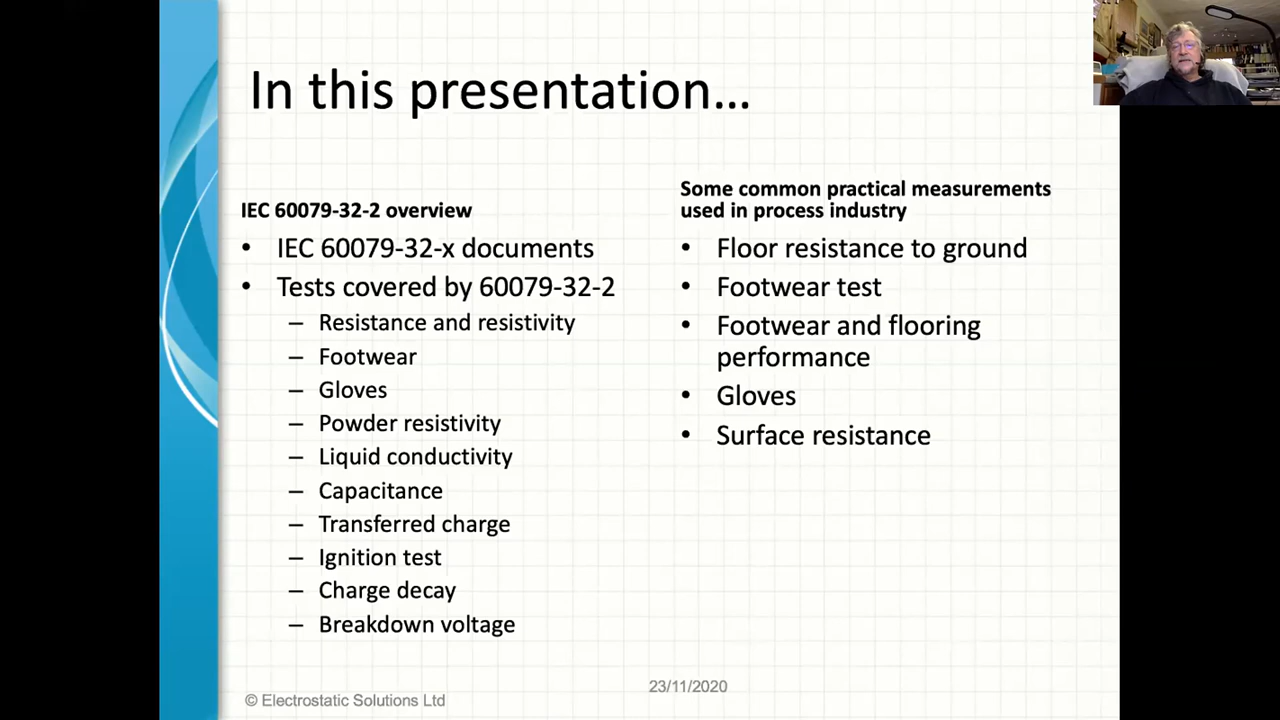 In this presentation...
IEC 60079-32-2 overview
• IEC 60079-32-x documents
• Tests covered by 60079-32-2
– Resistance and resistivity
– Footwear
– Gloves
– Powder resistivity
– Liquid conductivity
– Capacitance
– Transferred charge
– Ignition test
– Charge decay
– Breakdown voltage
Some common practical measurements
used in process industry
• Floor resistance to ground
• Footwear test
• Footwear and flooring
performance
• Gloves
• Surface resistance
© Electrostatic Solutions Ltd
23/11/2020